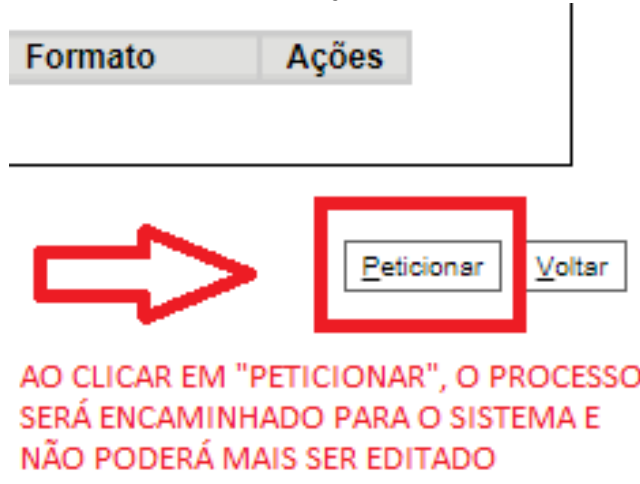 Formato Ações
Peticionar Voltar
AO CLICAR EM "PETICIONAR", O PROCESSO
SERÁ ENCAMINHADO PARA O SISTEMA E
NÃO PODERÁ MAIS SER EDITADO